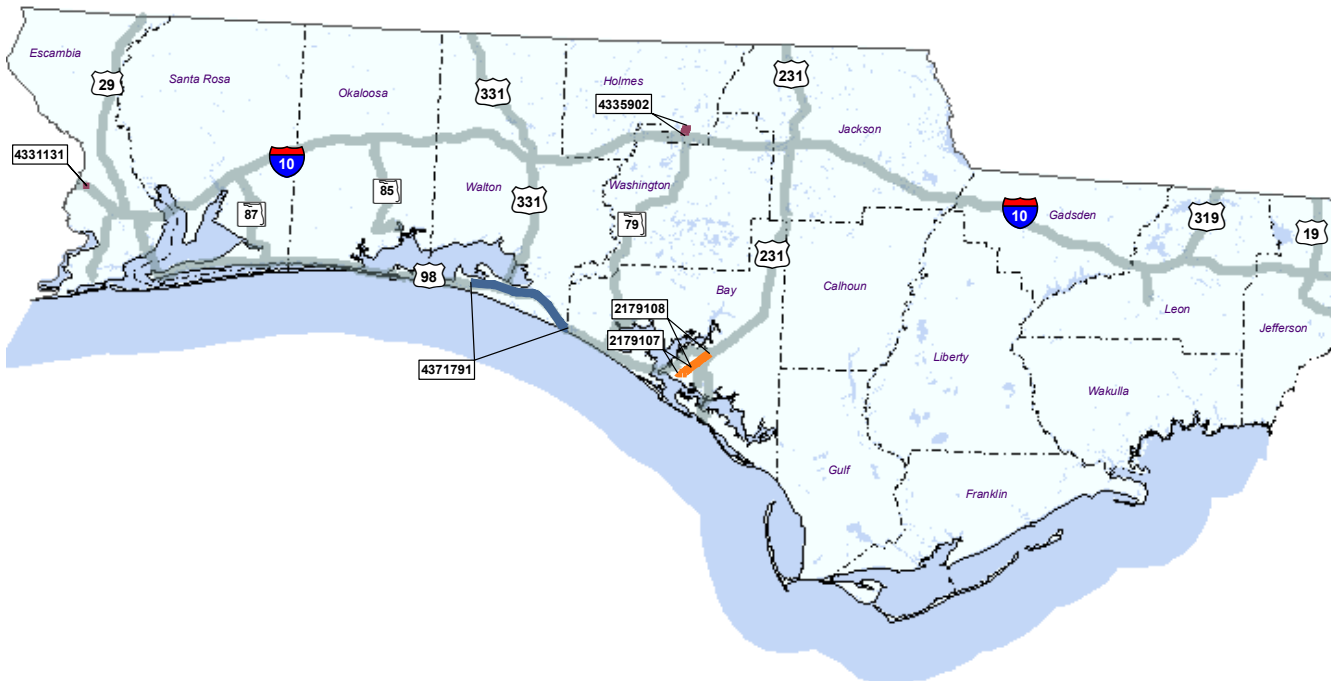 Escambia
29
Santa Rosa
Okaloosa
331
Holmes
231
4335902
Jackson
4331131
10
85
87
Walton
331
Washington
79
Gadsden
10
319
19
98
231
Bay
Calhoun
Leon
Jefferson
2179108
2179107
Liberty
4371791
Wakulla
Gulf
Franklin